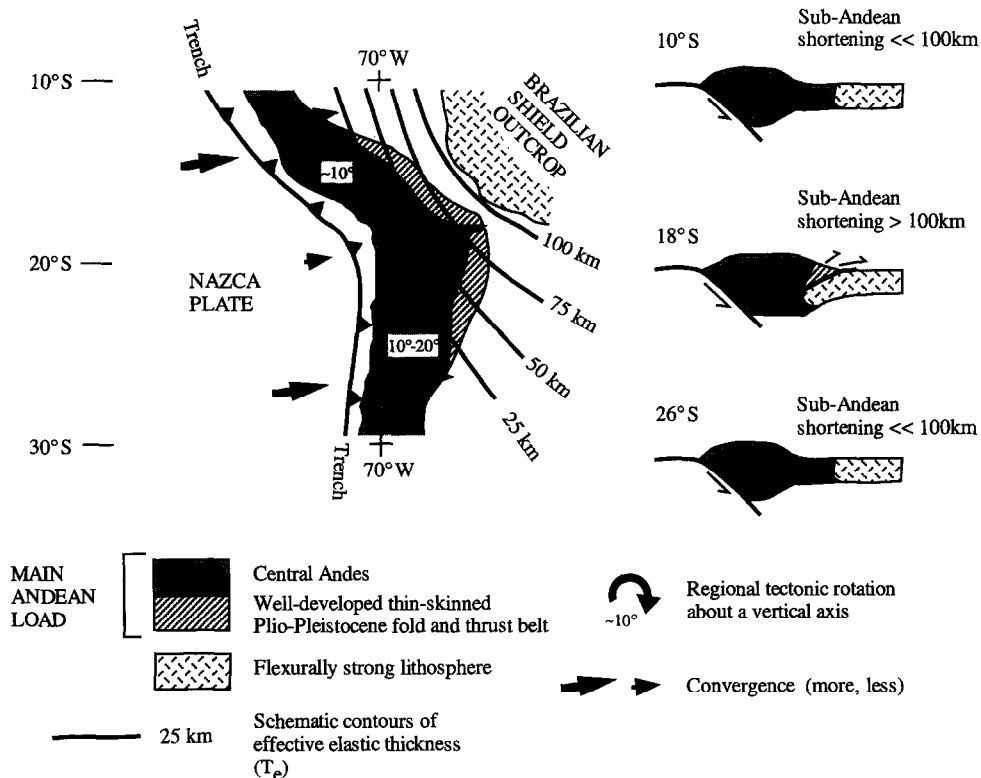 Trench
70°W
10°S
20°S
30°S
~10°
10°-20°
NAZCA
PLATE
BRAZILIAN
SHIELD
OUTCROP
100 km
75 km
50 km
25 km
Trench
70°W
10°S
Sub-Andean
shortening << 100km
18°S
Sub-Andean
shortening > 100km
26°S
Sub-Andean
shortening << 100km
MAIN
ANDEAN
LOAD
Central Andes
Well-developed thin-skinned
Plio-Pleistocene fold and thrust belt
Flexurally strong lithosphere
25 km
Schematic contours of
effective elastic thickness
(Te)
~10°
Regional tectonic rotation
about a vertical axis
Convergence (more, less)